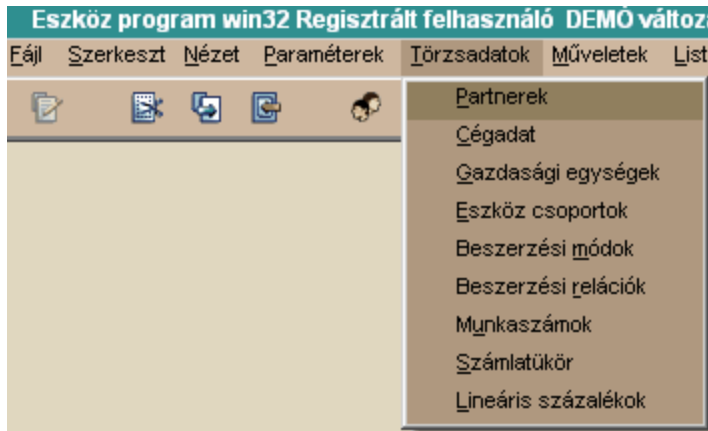 Eszköz program win32 Regisztrált felhasználó DEMÓ változ
Fájl Szerkeszt Nézet Paraméterek Törzsadatok Műveletek List
Partnerek
Cégadat
Gazdasági egységek
Eszköz csoportok
Beszerzési módok
Beszerzési relációk
Munkaszámok
Számlatükör
Lineáris százalékok